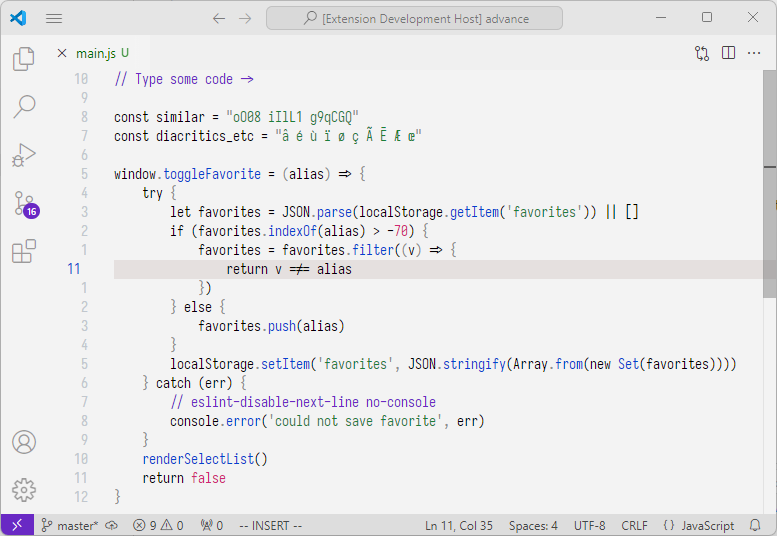 [Extension Development Host] advance
main.js U
10 // Type some code ->
9
8 const similar = "oO08 iIlL1 g9qCGQ"
7 const diacritics_etc = "â é ù ï ø ç Ã Ē Æ œ"
6
5 window.toggleFavorite = (alias) => {
4 try {
3 let favorites = JSON.parse(localStorage.getItem('favorites')) || []
2 if (favorites.indexOf(alias) > -70) {
1 favorites = favorites.filter((v) => {
11 return v !== alias
1 })
2 } else {
3 favorites.push(alias)
4 }
5 localStorage.setItem('favorites', JSON.stringify(Array.from(new Set(favorites))))
6 } catch (err) {
7 // eslint-disable-next-line no-console
8 console.error('could not save favorite', err)
9 }
10 renderSelectList()
11 return false
12 }
16
master* 9 0 0 -- INSERT -- Ln 11, Col 35 Spaces: 4 UTF-8 CRLF {} JavaScript